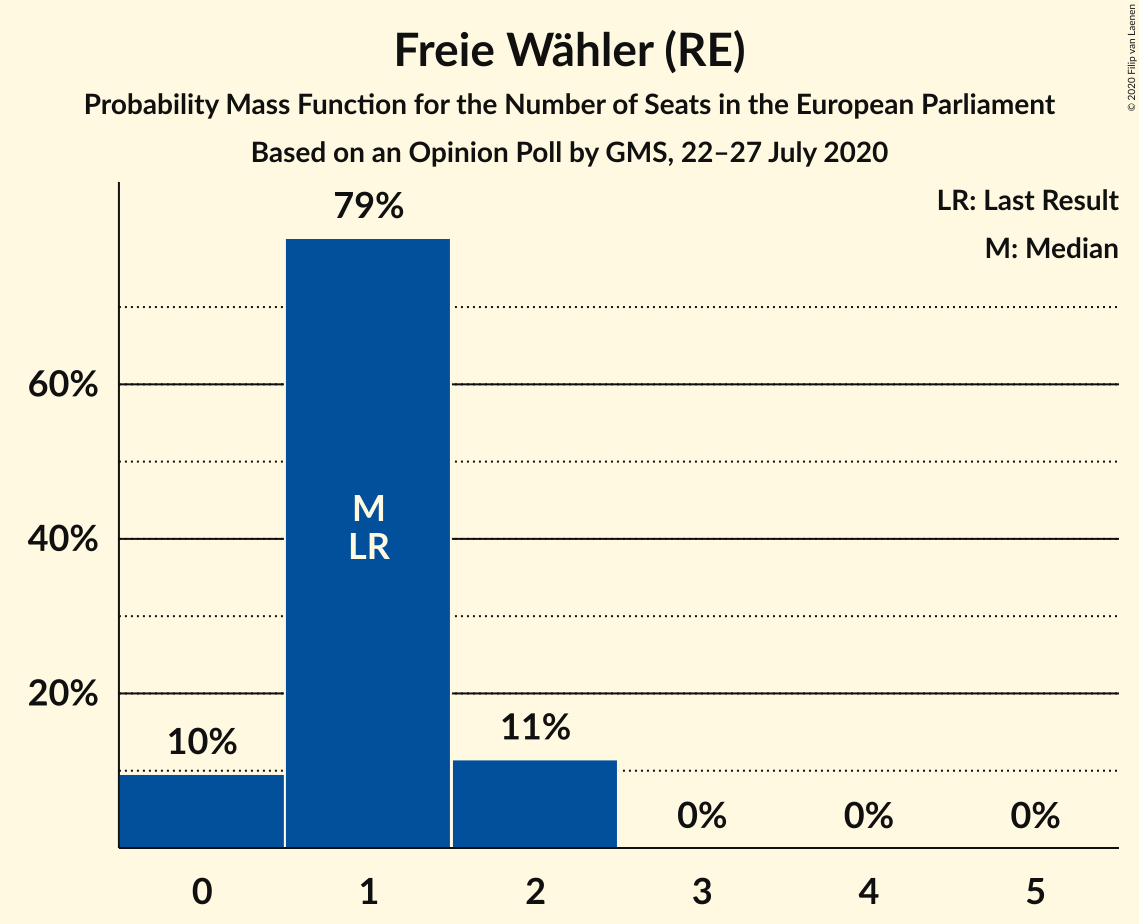 Freie Wähler (RE)
Probability Mass Function for the Number of Seats in the European Parliament
Based on an Opinion Poll by GMS, 22–27 July 2020
© 2020 Filip van Laenen
LR: Last Result
M: Median
79%
60%
M
LR
40%
20%
10%
11%
0%
0%
0%
0
1
2
3
4
5